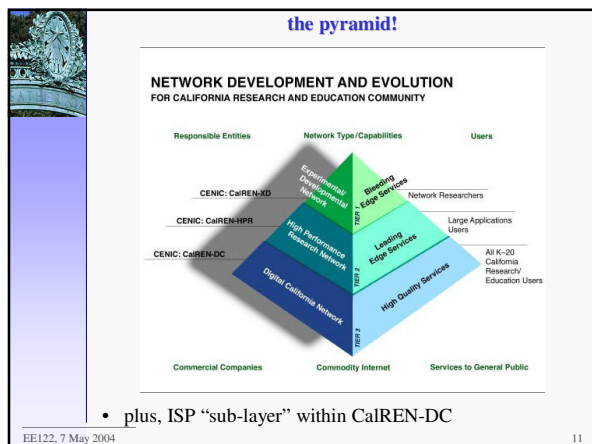 the pyramid!
NETWORK DEVELOPMENT AND EVOLUTION
FOR CALIFORNIA RESEARCH AND EDUCATION COMMUNITY
Responsible Entities
Network Type/Capabilities
Users
Experimental/
Developmental
Network
Bleeding
Edge Services
TIER 1
CENIC: CalREN-XD
Network Researchers
High Performance
Research Network
Leading
Edge Services
TIER 2
CENIC: CalREN-HPR
Large Applications
Users
Digital California Network
High Quality Services
TIER 3
CENIC: CalREN-DC
All K–20
California
Research/
Education Users
Commercial Companies
Commodity Internet
Services to General Public
• plus, ISP “sub-layer” within CalREN-DC
EE122, 7 May 2004
11